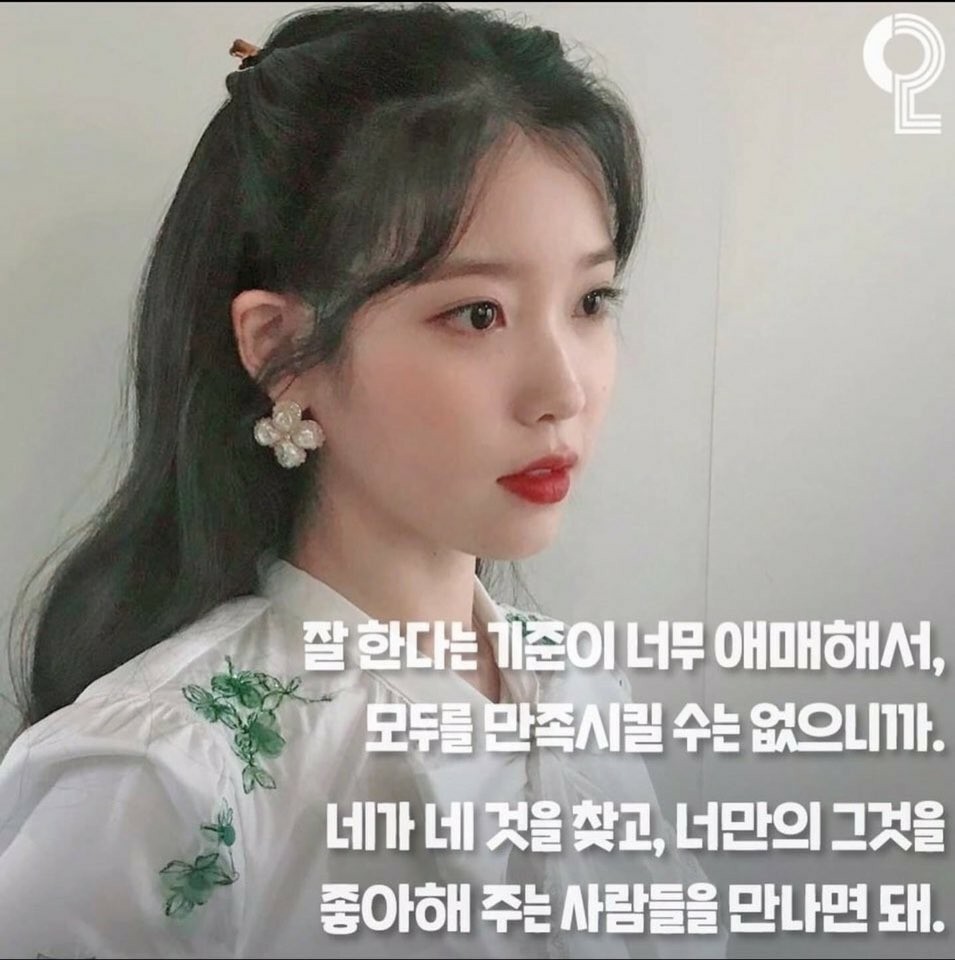 잘 한다는 기준이 너무 애매해서,
모두를 만족시킬 수는 없으니까.
네가 네 것을 찾고, 너만의 그것을
좋아해 주는 사람들을 만나면 돼.